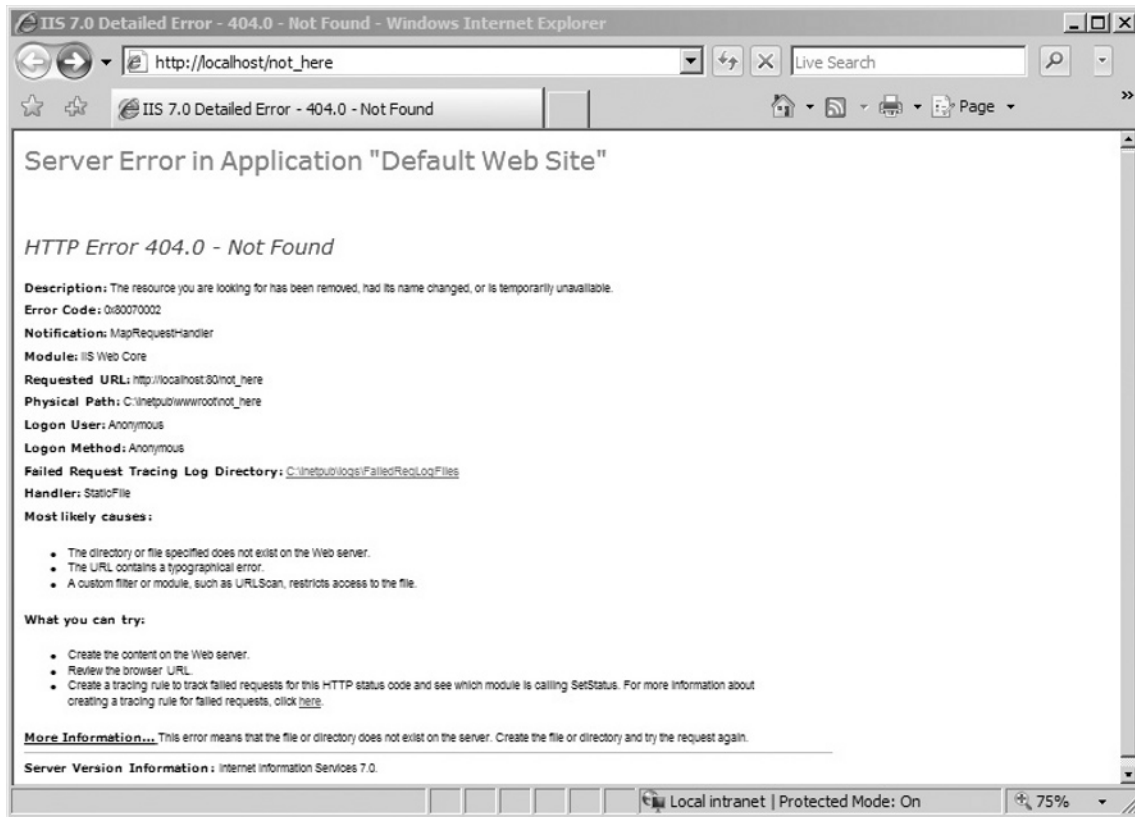 IIS 7.0 Detailed Error - 404.0 - Not Found - Windows Internet Explorer
http://localhost/not_here
Live Search
IIS 7.0 Detailed Error - 404.0 - Not Found
Page
»
Server Error in Application "Default Web Site"
HTTP Error 404.0 - Not Found
Description: The resource you are looking for has been removed, had its name changed, or is temporarily unavailable.
Error Code: 0x80070002
Notification: MapRequestHandler
Module: IIS Web Core
Requested URL: http://localhost:80/not_here
Physical Path: C:\inetpub\wwwroot\not_here
Logon User: Anonymous
Logon Method: Anonymous
Failed Request Tracing Log Directory: C:\inetpub\logs\FailedReqLogFiles
Handler: StaticFile
Most likely causes:
• The directory or file specified does not exist on the Web server.
• The URL contains a typographical error.
• A custom filter or module, such as URLScan, restricts access to the file.
What you can try:
• Create the content on the Web server.
• Review the browser URL.
• Create a tracing rule to track failed requests for this HTTP status code and see which module is calling SetStatus. For more information about
creating a tracing rule for failed requests, click here.
More Information... This error means that the file or directory does not exist on the server. Create the file or directory and try the request again.
Server Version Information: Internet Information Services 7.0.
Local intranet | Protected Mode: On
75%